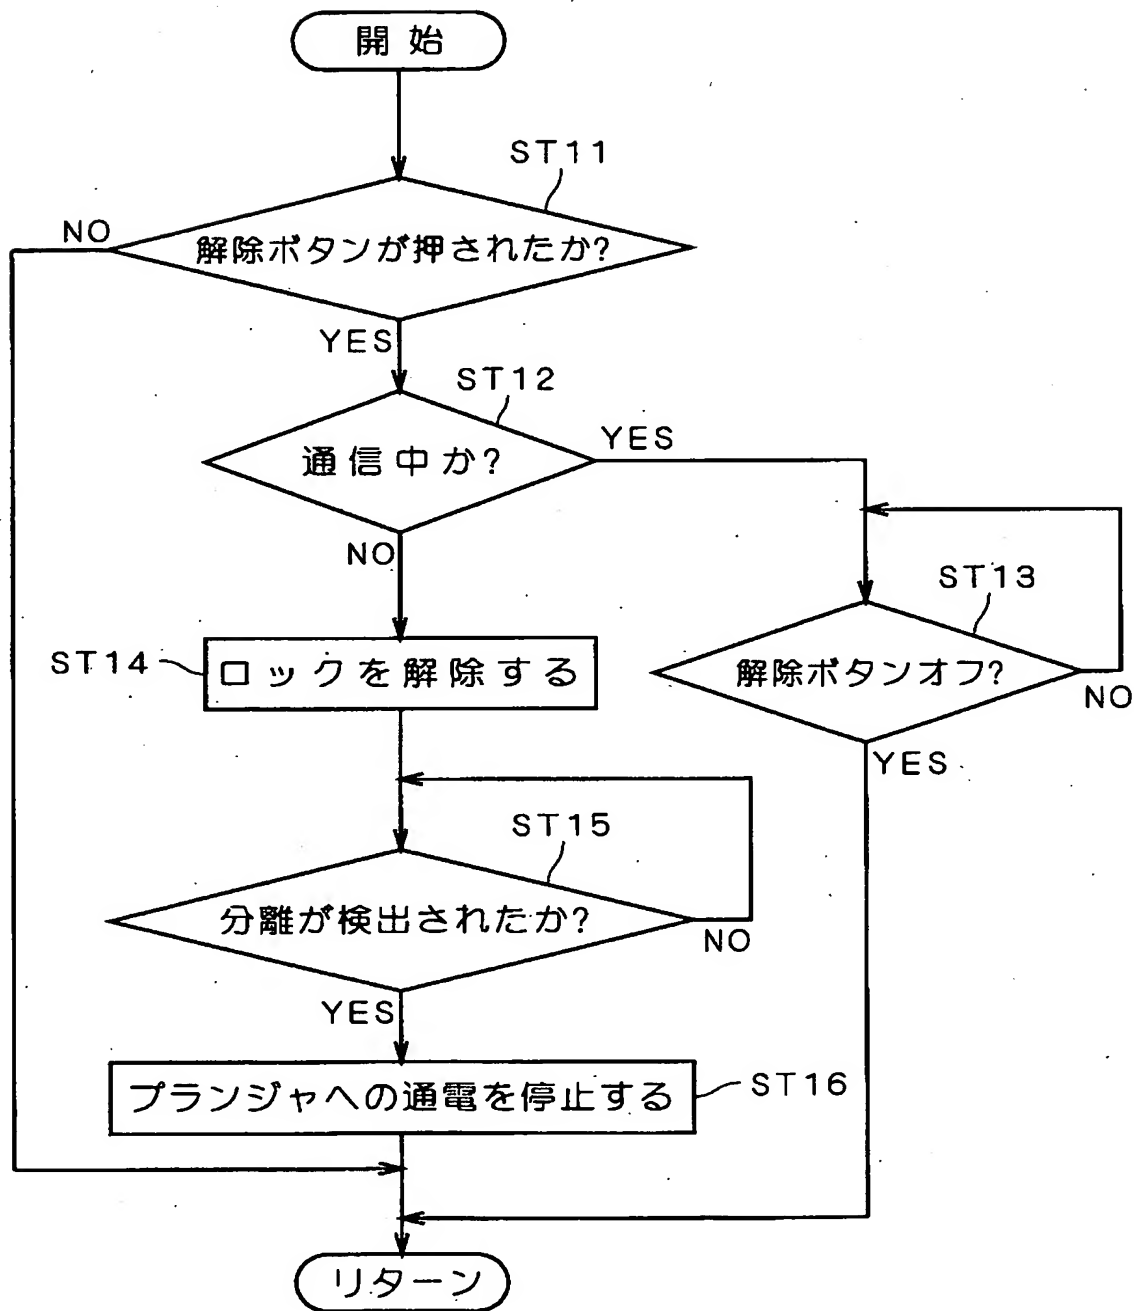 開始
ST11
NO
解除ボタンが押されたか?
YES
ST12
通信中か?
YES
NO
ST13
ST14
ロックを解除する
解除ボタンオフ?
NO
YES
ST15
分離が検出されたか?
NO
YES
プランジャへの通電を停止する
ST16
リターン